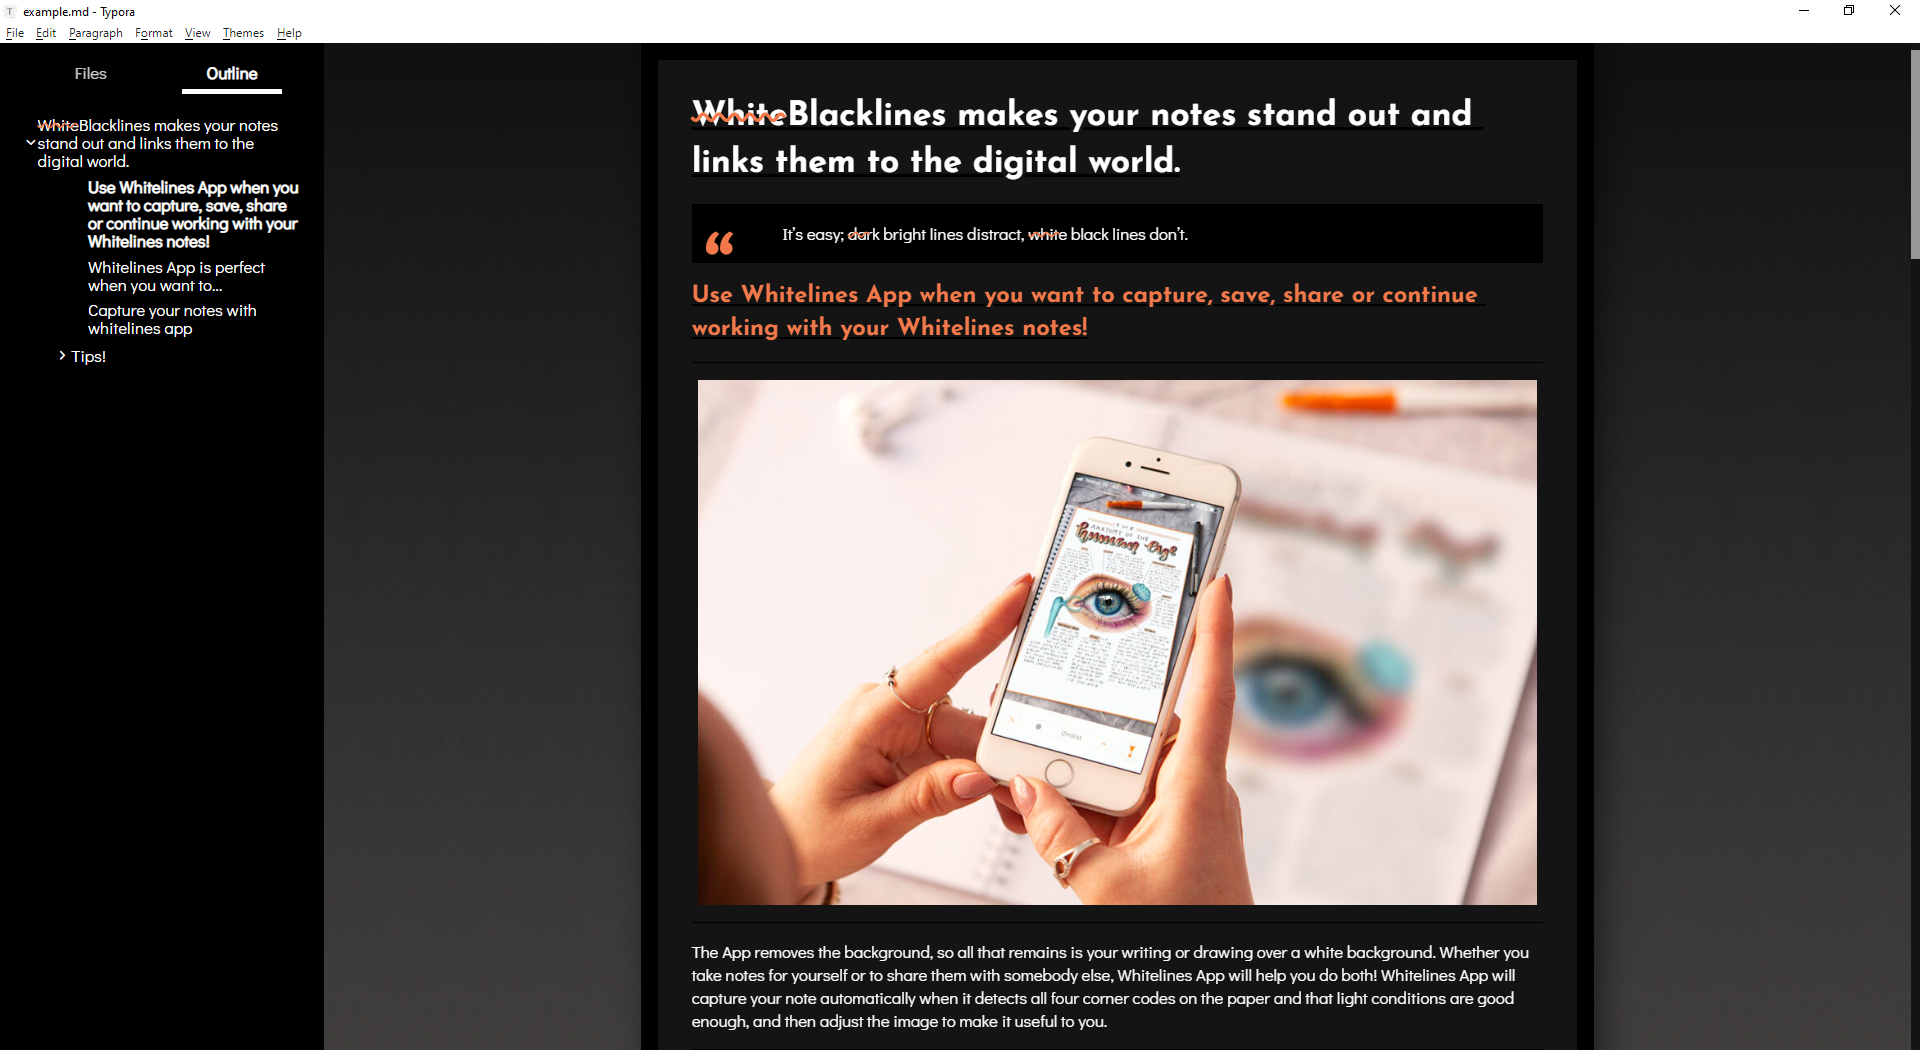 example.md - Typora
File Edit Paragraph Format View Themes Help
Files Outline
WhiteBlacklines makes your notes
stand out and links them to the
digital world.
Use Whitelines App when you
want to capture, save, share
or continue working with your
Whitelines notes!
Whitelines App is perfect
when you want to...
Capture your notes with
whitelines app
Tips!
WhiteBlacklines makes your notes stand out and
links them to the digital world.
“ It’s easy; dark bright lines distract, white black lines don’t.
Use Whitelines App when you want to capture, save, share or continue
working with your Whitelines notes!
THE
ANATOMY OF THE
human eye
The App removes the background, so all that remains is your writing or drawing over a white background. Whether you
take notes for yourself or to share them with somebody else, Whitelines App will help you do both! Whitelines App will
capture your note automatically when it detects all four corner codes on the paper and that light conditions are good
enough, and then adjust the image to make it useful to you.